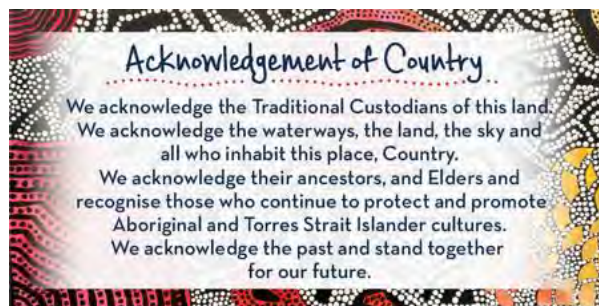 Acknowledgement of Country
We acknowledge the Traditional Custodians of this land.
We acknowledge the waterways, the land, the sky and
all who inhabit this place, Country.
We acknowledge their ancestors, and Elders and
recognise those who continue to protect and promote
Aboriginal and Torres Strait Islander cultures.
We acknowledge the past and stand together
for our future.